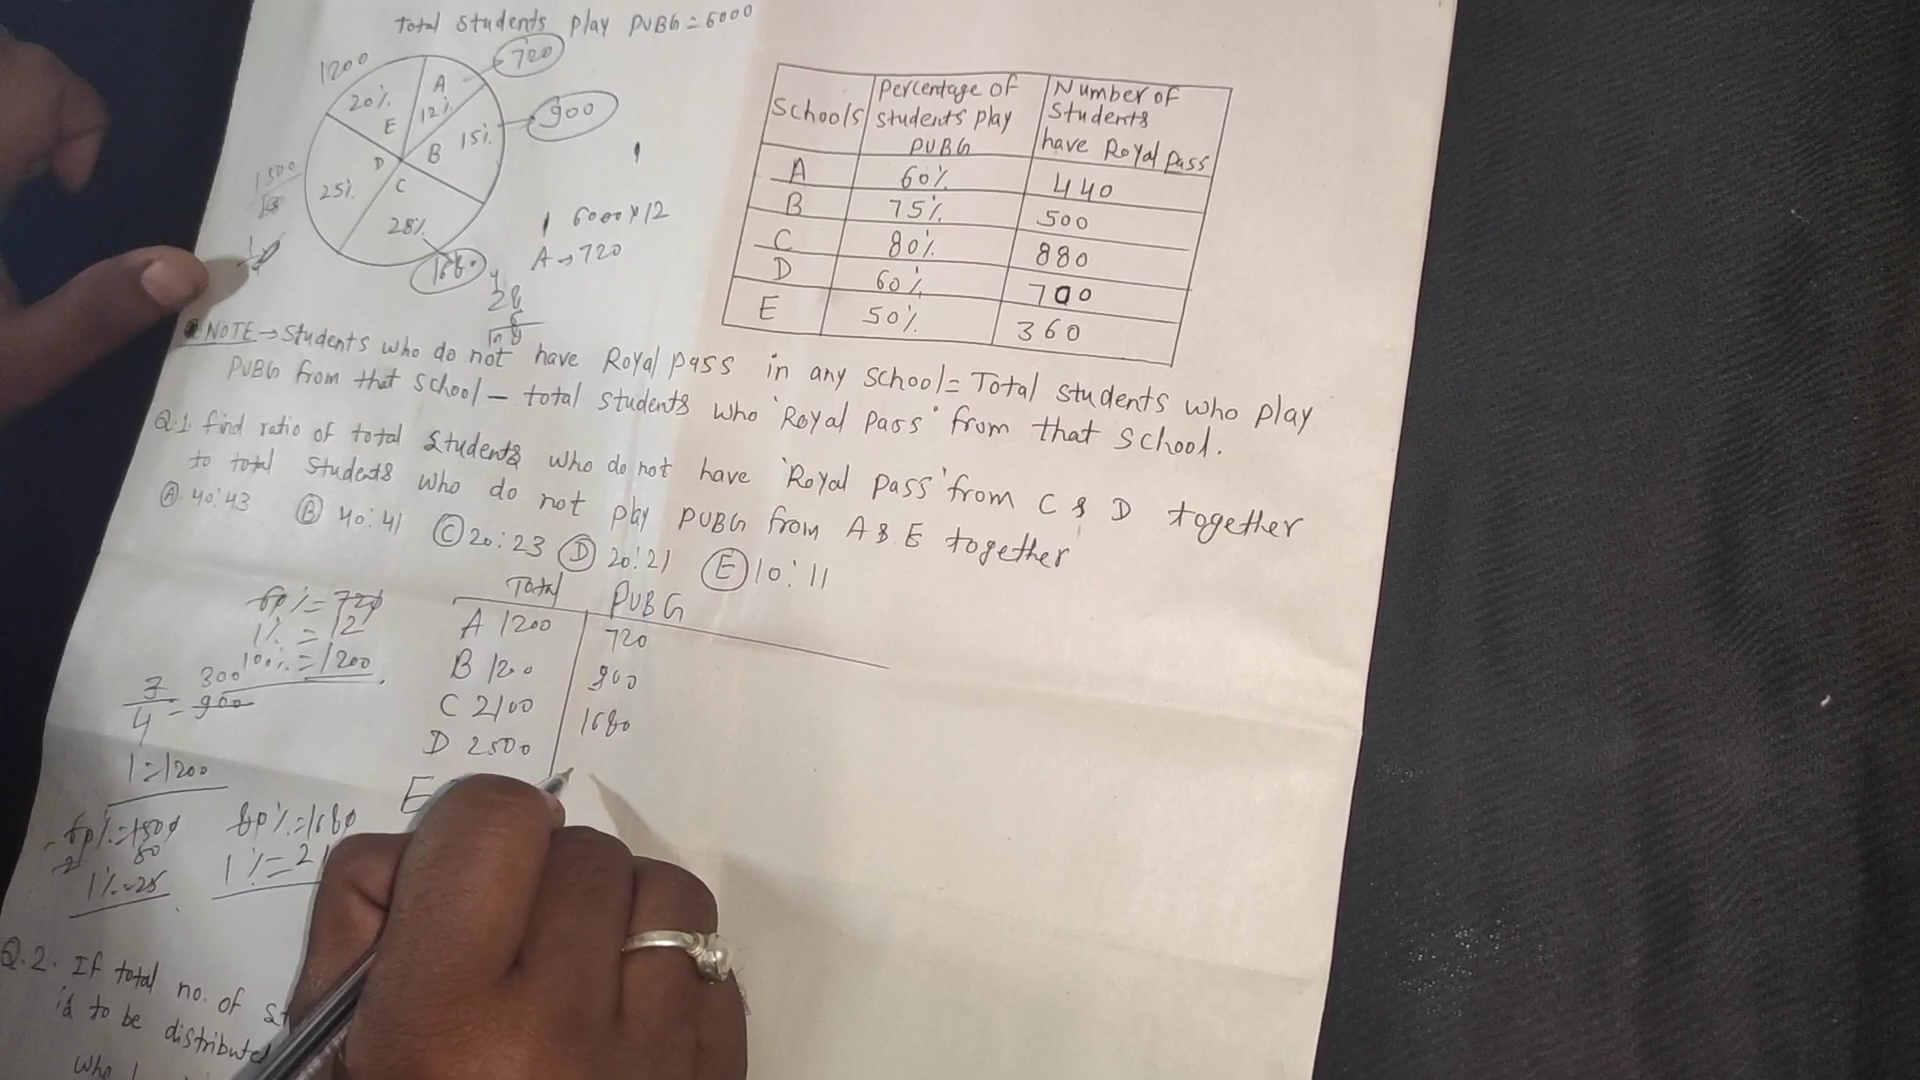 Total Students Play PUBG = 6000
1200
720
20%
A
12%
E
15%
900
B
D
C
25%
28%
1680
6000 × 12
A → 720
28
Schools Percentage of students play PUBG Number of Students have Royal Pass
A 60% 440
B 75% 500
C 80% 880
D 60% 700
E 50% 360
NOTE → Students who do not have Royal pass in any school = Total students who play
PUBG from that school – total students who 'Royal Pass' from that school.
Q.1. find ratio of total students who do not have 'Royal Pass' from C & D together
to total students who do not play PUBG from A & E together
(A) 40:43 (B) 40:41 (C) 20:23 (D) 20:21 (E) 10:11
Total PUBG
A 1200 720
B 1200 900
C 2100 1680
D 2500
E
60% = 720
1% = 12
100% = 1200
3/4 = 900
300
1 = 1200
60% = 1500
1% = 25
80% = 1680
1% = 21
Q.2. If total no. of
is to be distributed
who